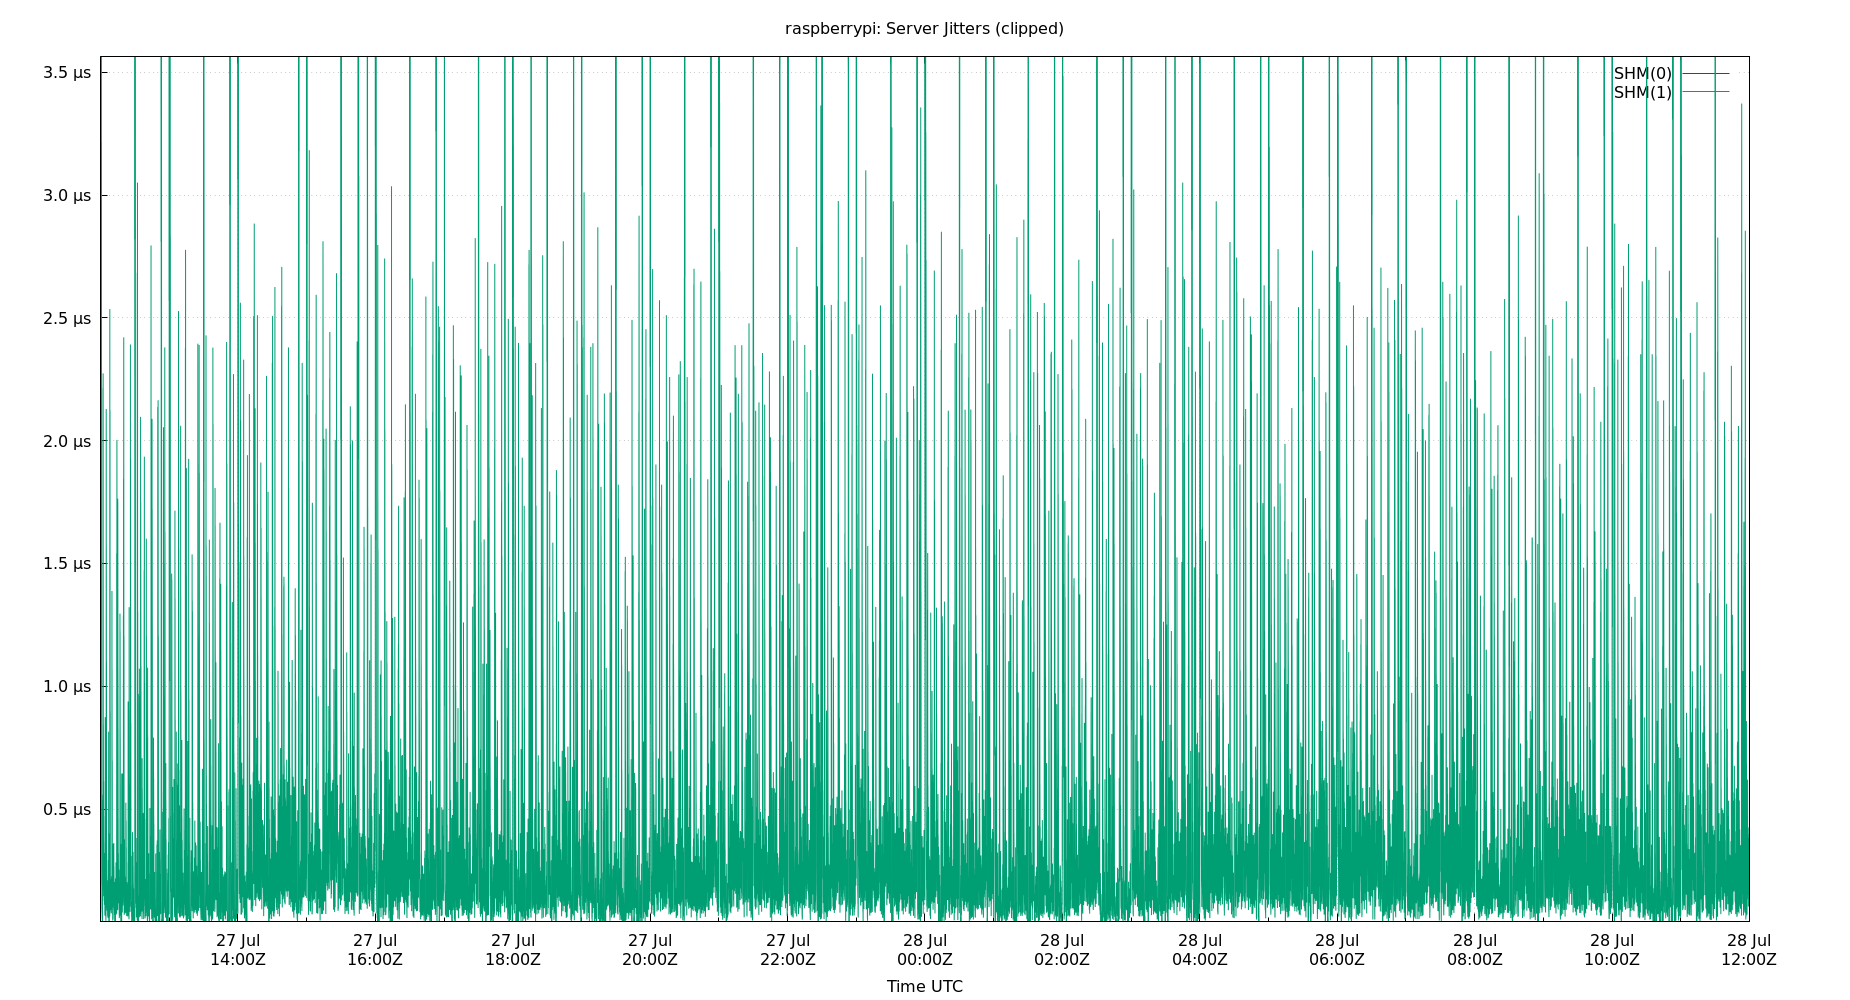 raspberrypi: Server Jitters (clipped)
3.5 µs
3.0 µs
2.5 µs
2.0 µs
1.5 µs
1.0 µs
0.5 µs
SHM(0)
SHM(1)
27 Jul 27 Jul 27 Jul 27 Jul 27 Jul 28 Jul 28 Jul 28 Jul 28 Jul 28 Jul 28 Jul 28 Jul
14:00Z 16:00Z 18:00Z 20:00Z 22:00Z 00:00Z 02:00Z 04:00Z 06:00Z 08:00Z 10:00Z 12:00Z
Time UTC